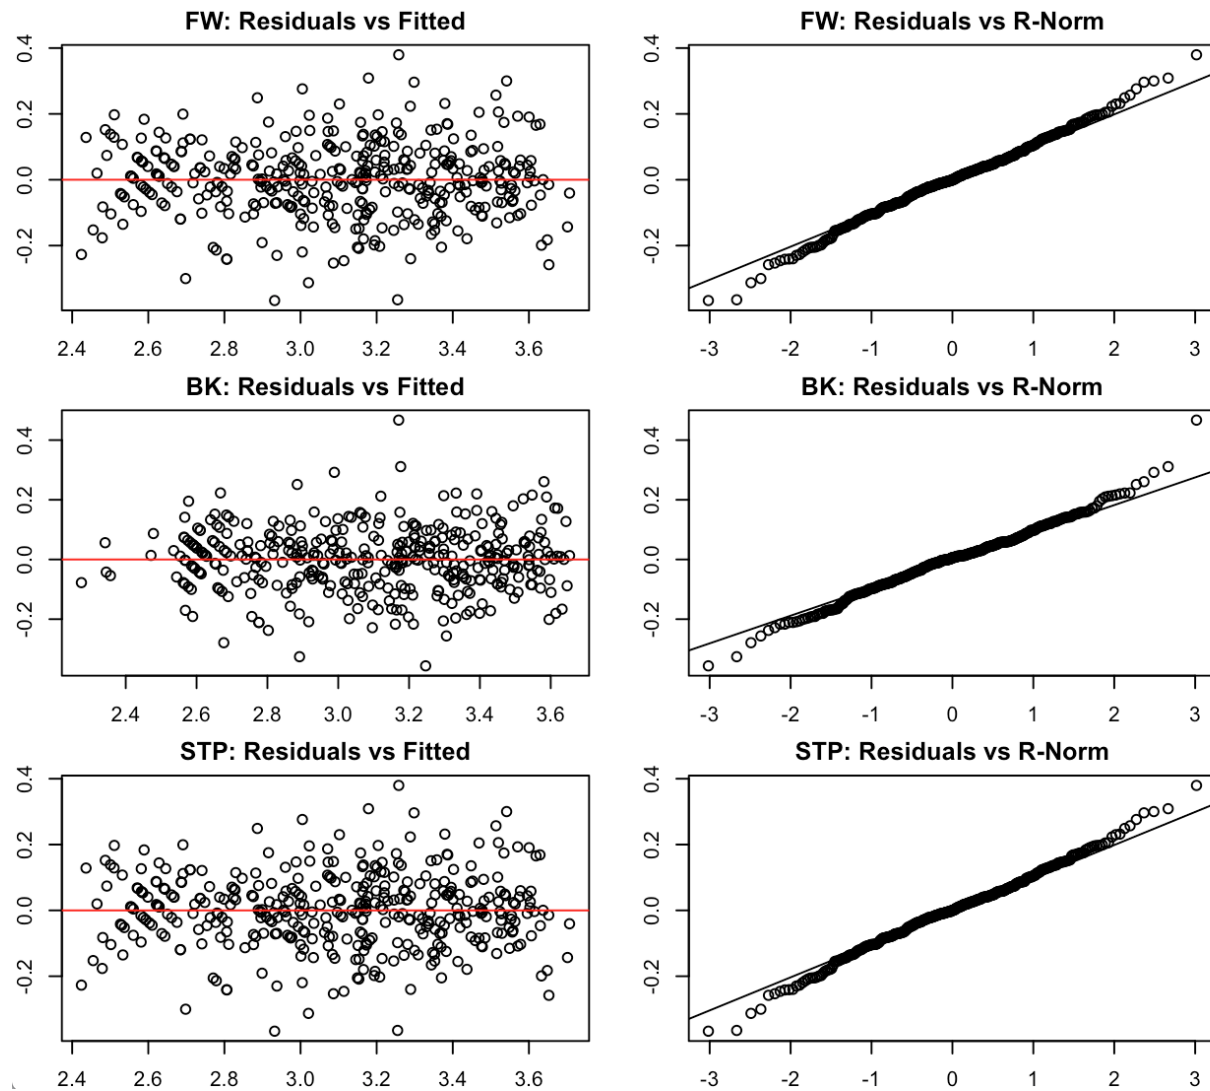 FW: Residuals vs Fitted
0.4
0.2
0.0
-0.2
2.4 2.6 2.8 3.0 3.2 3.4 3.6
FW: Residuals vs R-Norm
0.4
0.2
0.0
-0.2
-3 -2 -1 0 1 2 3
BK: Residuals vs Fitted
0.4
0.2
0.0
-0.2
2.4 2.6 2.8 3.0 3.2 3.4 3.6
BK: Residuals vs R-Norm
0.4
0.2
0.0
-0.2
-3 -2 -1 0 1 2 3
STP: Residuals vs Fitted
0.4
0.2
0.0
-0.2
2.4 2.6 2.8 3.0 3.2 3.4 3.6
STP: Residuals vs R-Norm
0.4
0.2
0.0
-0.2
-3 -2 -1 0 1 2 3